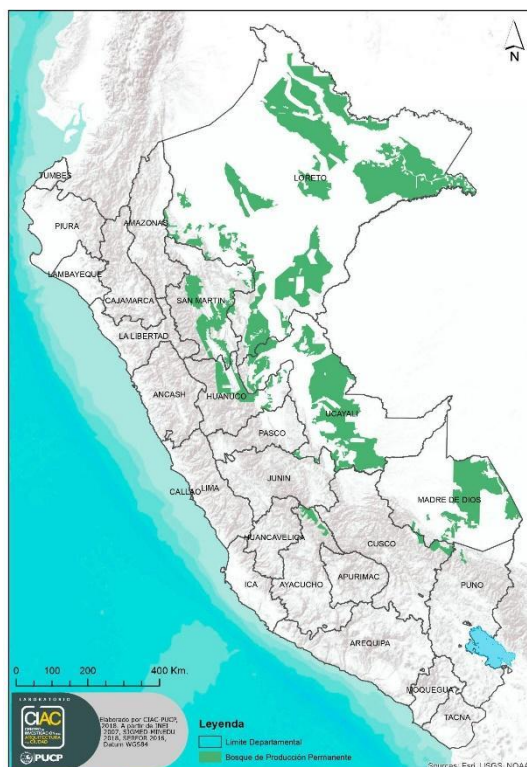 N
TUMBES
LORETO
PIURA
AMAZONAS
LAMBAYEQUE
CAJAMARCA
SAN MARTIN
LA LIBERTAD
ANCASH
HUANUCO
UCAYALI
PASCO
JUNIN
MADRE DE DIOS
CALLAO
LIMA
HUANCAVELICA
CUSCO
ICA
AYACUCHO
APURIMAC
PUNO
AREQUIPA
MOQUEGUA
TACNA
0 100 200 400 Km.
LABORATORIO
CIAC
PUCP
Elaborado por CIAC-PUCP,
2018. A partir de INEI
2007, SIGMED-MINEDU
2018, SERFOR 2016,
Datum WGS84
Leyenda
Limite Departamental
Bosque de Producción Permanente
Sources: Esri, USGS, NOAA